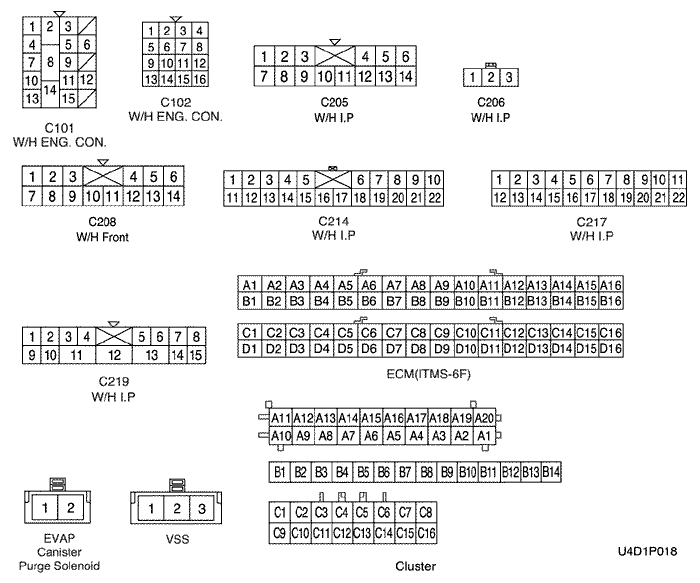 1 2 3
4 5 6
7 8 9
10 11 12
13 14 15
C101
W/H ENG. CON.
1 2 3 4
5 6 7 8
9 10 11 12
13 14 15 16
C102
W/H ENG. CON.
1 2 3 4 5 6
7 8 9 10 11 12 13 14
C205
W/H I.P
1 2 3
C206
W/H I.P
1 2 3 4 5 6
7 8 9 10 11 12 13 14
C208
W/H Front
1 2 3 4 5 6 7 8 9 10
11 12 13 14 15 16 17 18 19 20 21 22
C214
W/H I.P
1 2 3 4 5 6 7 8 9 10 11
12 13 14 15 16 17 18 19 20 21 22
C217
W/H I.P
1 2 3 4 5 6 7 8
9 10 11 12 13 14 15
C219
W/H I.P
A1 A2 A3 A4 A5 A6 A7 A8 A9 A10 A11 A12 A13 A14 A15 A16
B1 B2 B3 B4 B5 B6 B7 B8 B9 B10 B11 B12 B13 B14 B15 B16
C1 C2 C3 C4 C5 C6 C7 C8 C9 C10 C11 C12 C13 C14 C15 C16
D1 D2 D3 D4 D5 D6 D7 D8 D9 D10 D11 D12 D13 D14 D15 D16
ECM(ITMS-6F)
1 2
EVAP
Canister
Purge Solenoid
1 2 3
VSS
A11 A12 A13 A14 A15 A16 A17 A18 A19 A20
A10 A9 A8 A7 A6 A5 A4 A3 A2 A1
B1 B2 B3 B4 B5 B6 B7 B8 B9 B10 B11 B12 B13 B14
C1 C2 C3 C4 C5 C6 C7 C8
C9 C10 C11 C12 C13 C14 C15 C16
Cluster
U4D1P018